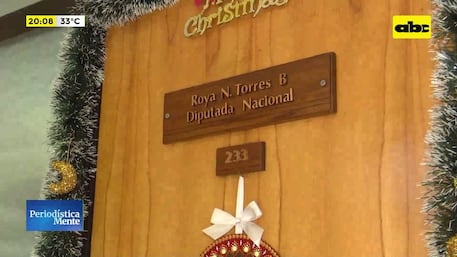 20:08 33°C
Christmas
abc
Roya N. Torres B
Diputada Nacional
233
Periodística
Mente